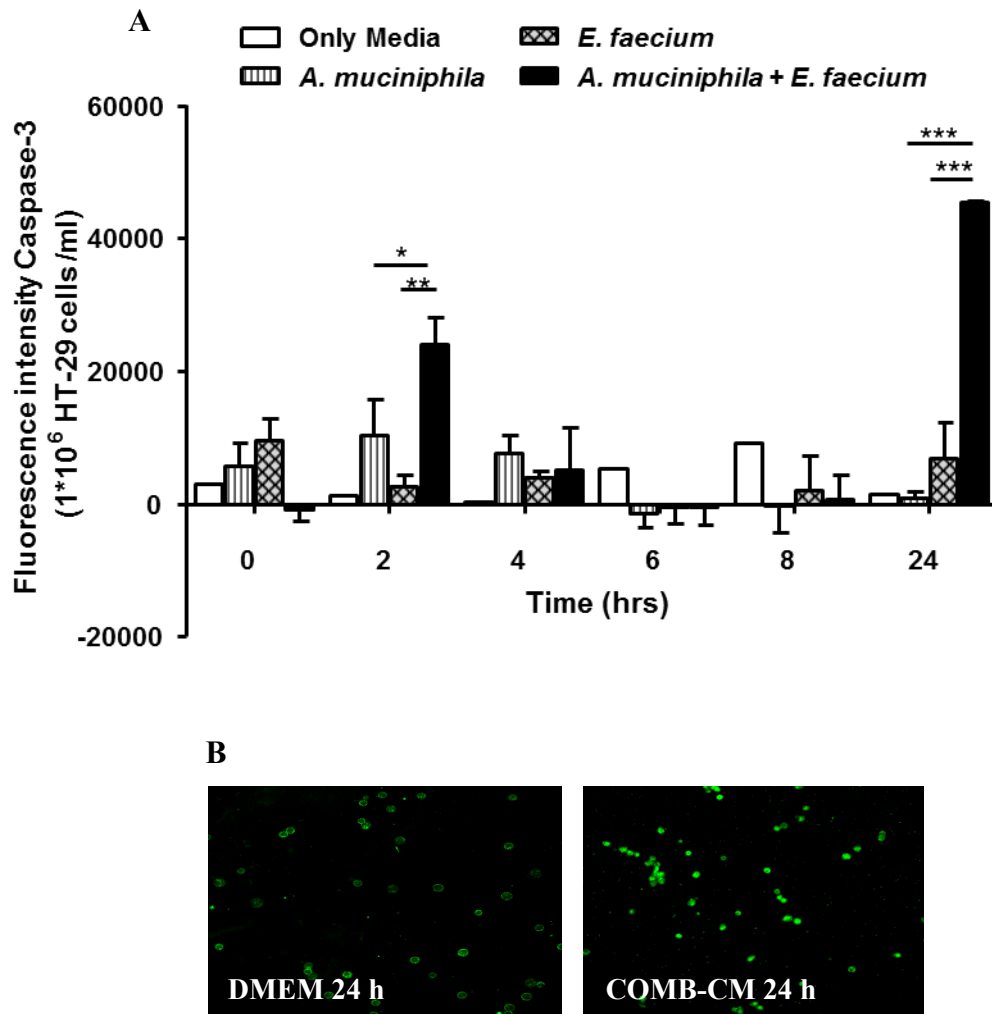 A
Only Media
E. faecium
A. muciniphila
A. muciniphila + E. faecium
Fluorescence intensity Caspase-3
(1*10⁶ HT-29 cells /ml)
60000
40000
20000
0
-20000
***
***
*
**
0 2 4 6 8 24
Time (hrs)
B
DMEM 24 h
COMB-CM 24 h